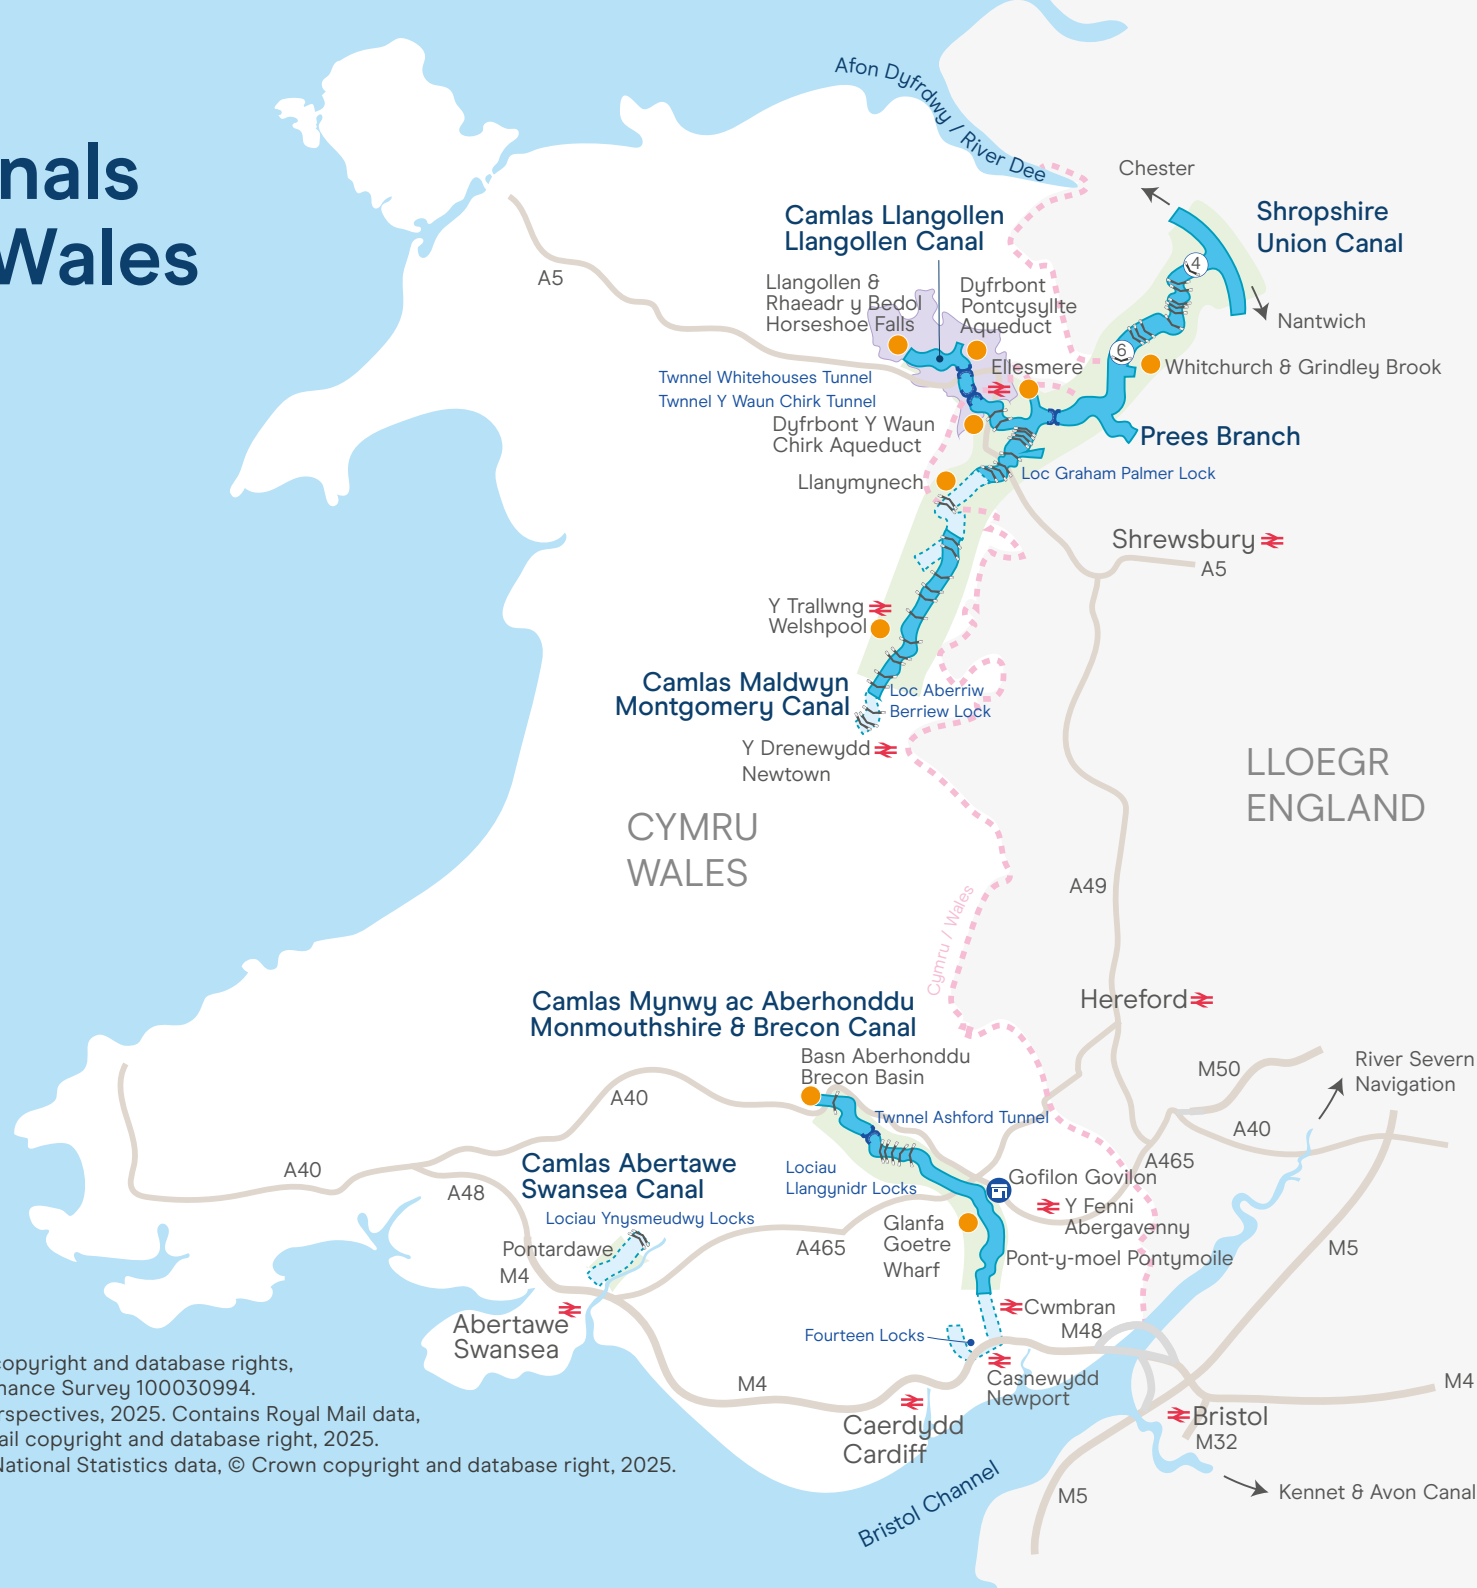 nals
Wales
Afon Dyfrdwy / River Dee
Chester
Shropshire
Union Canal
Camlas Llangollen
Llangollen Canal
4
A5
Llangollen &
Rhaeadr y Bedol
Horseshoe Falls
Dyfrbont
Pontcysyllte
Aqueduct
Nantwich
6
Ellesmere
Whitchurch & Grindley Brook
Twnnel Whitehouses Tunnel
Twnnel Y Waun Chirk Tunnel
Dyfrbont Y Waun
Chirk Aqueduct
Prees Branch
Llanymynech
Loc Graham Palmer Lock
Shrewsbury
A5
Y Trallwng
Welshpool
Camlas Maldwyn
Montgomery Canal
Loc Aberriw
Berriew Lock
Y Drenewydd
Newtown
LLOEGR
ENGLAND
CYMRU
WALES
A49
Cymru / Wales
Hereford
Camlas Mynwy ac Aberhonddu
Monmouthshire & Brecon Canal
Basn Aberhonddu
Brecon Basin
M50
River Severn
Navigation
A40
Twnnel Ashford Tunnel
A40
A40
Camlas Abertawe
Swansea Canal
Lociau
Llangynidr Locks
A465
Gofilon Govilon
A48
Lociau Ynysmeudwy Locks
Y Fenni
Abergavenny
Glanfa
Goetre
Wharf
Pontardawe
A465
M5
Pont-y-moel Pontymoile
M4
Cwmbran
Abertawe
Swansea
Fourteen Locks
M48
copyright and database rights,
nance Survey 100030994.
rspectives, 2025. Contains Royal Mail data,
ail copyright and database right, 2025.
National Statistics data, © Crown copyright and database right, 2025.
Casnewydd
Newport
M4
M4
Caerdydd
Cardiff
Bristol
M32
Bristol Channel
M5
Kennet & Avon Canal